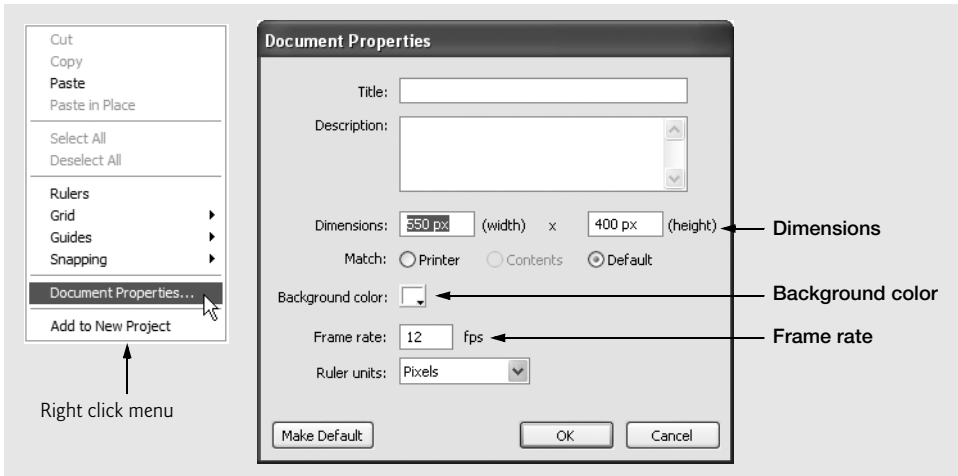 Cut
Copy
Paste
Paste in Place
Select All
Deselect All
Rulers
Grid
Guides
Snapping
Document Properties...
Add to New Project
Right click menu
Document Properties
Title:
Description:
Dimensions: 550 px (width) x 400 px (height)
Match: Printer Contents Default
Background color:
Frame rate: 12 fps
Ruler units: Pixels
Make Default OK Cancel
Dimensions
Background color
Frame rate